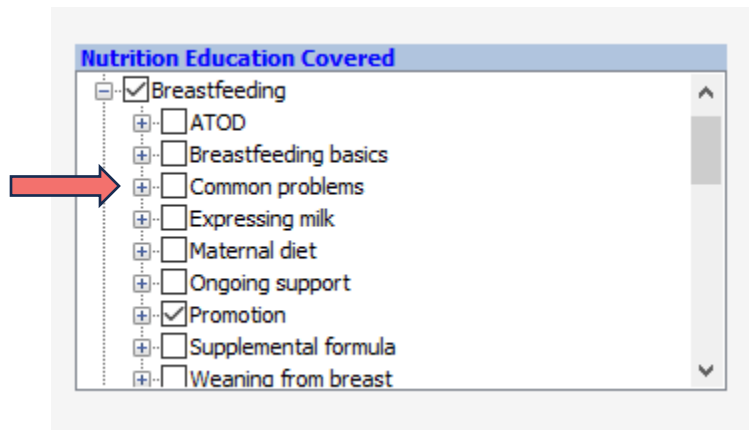 Nutrition Education Covered
Breastfeeding
ATOD
Breastfeeding basics
Common problems
Expressing milk
Maternal diet
Ongoing support
Promotion
Supplemental formula
Weaning from breast